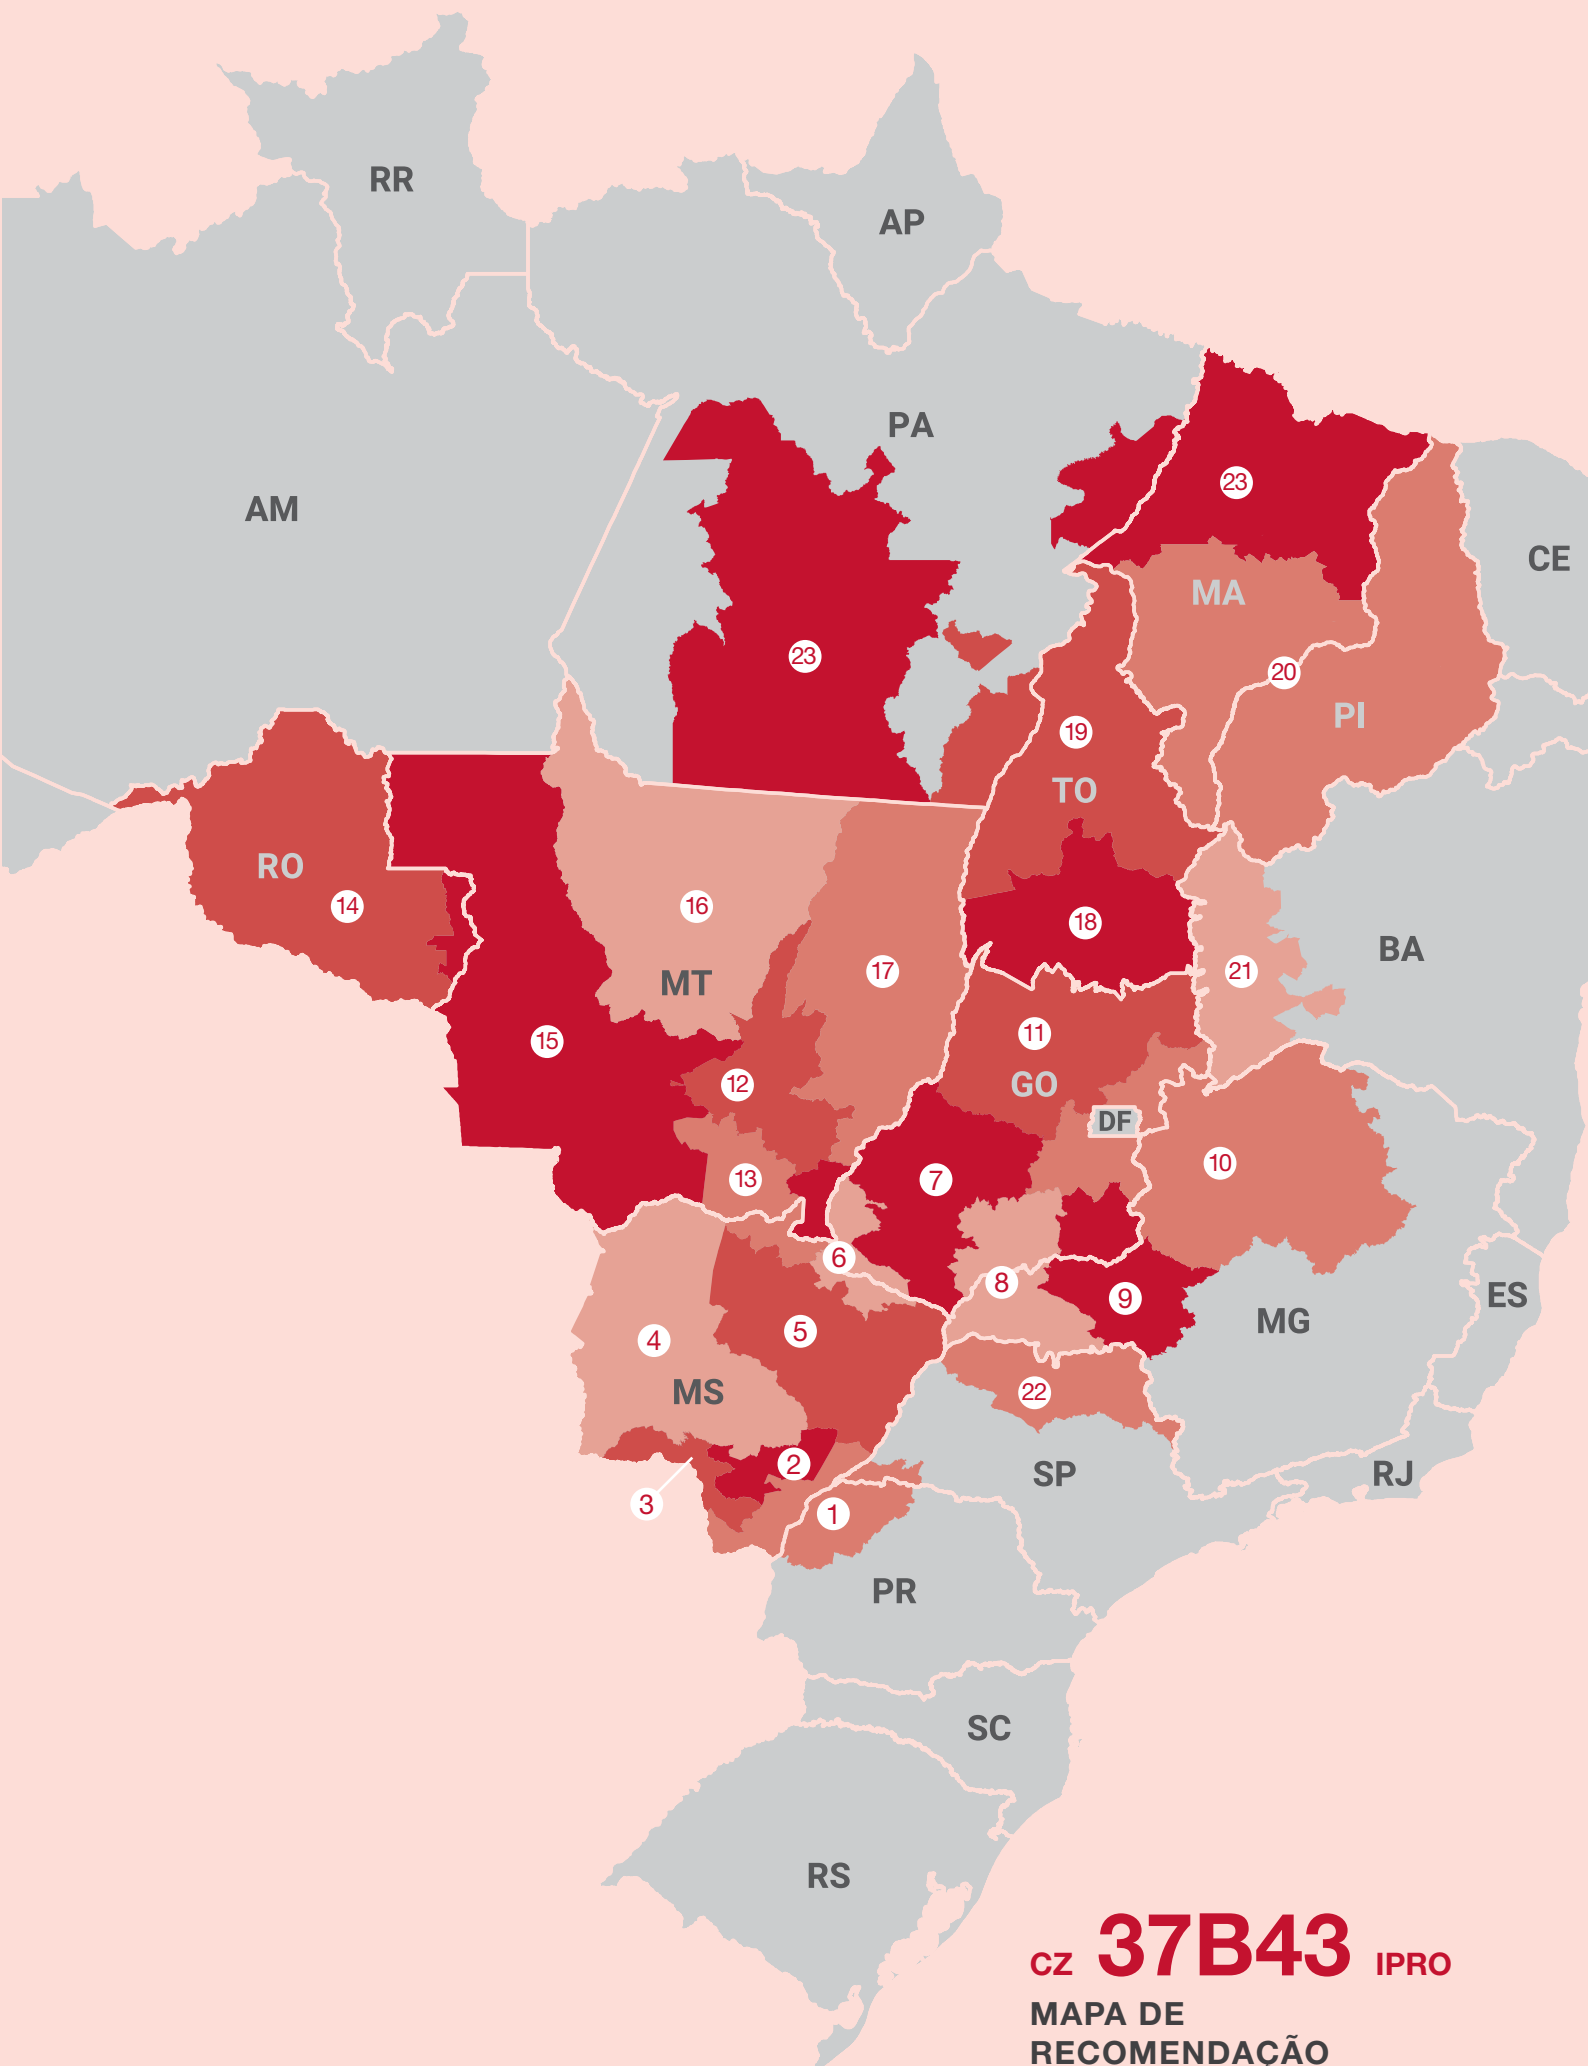 RR
AP
PA
AM
23
MA
CE
23
20
PI
19
TO
RO
14
16
18
17
MT
21
BA
15
11
12
GO
DF
10
13
7
6
8
9
ES
MG
5
4
MS
22
2
SP
RJ
3
1
PR
SC
RS
CZ 37B43 IPRO
MAPA DE
RECOMENDAÇÃO